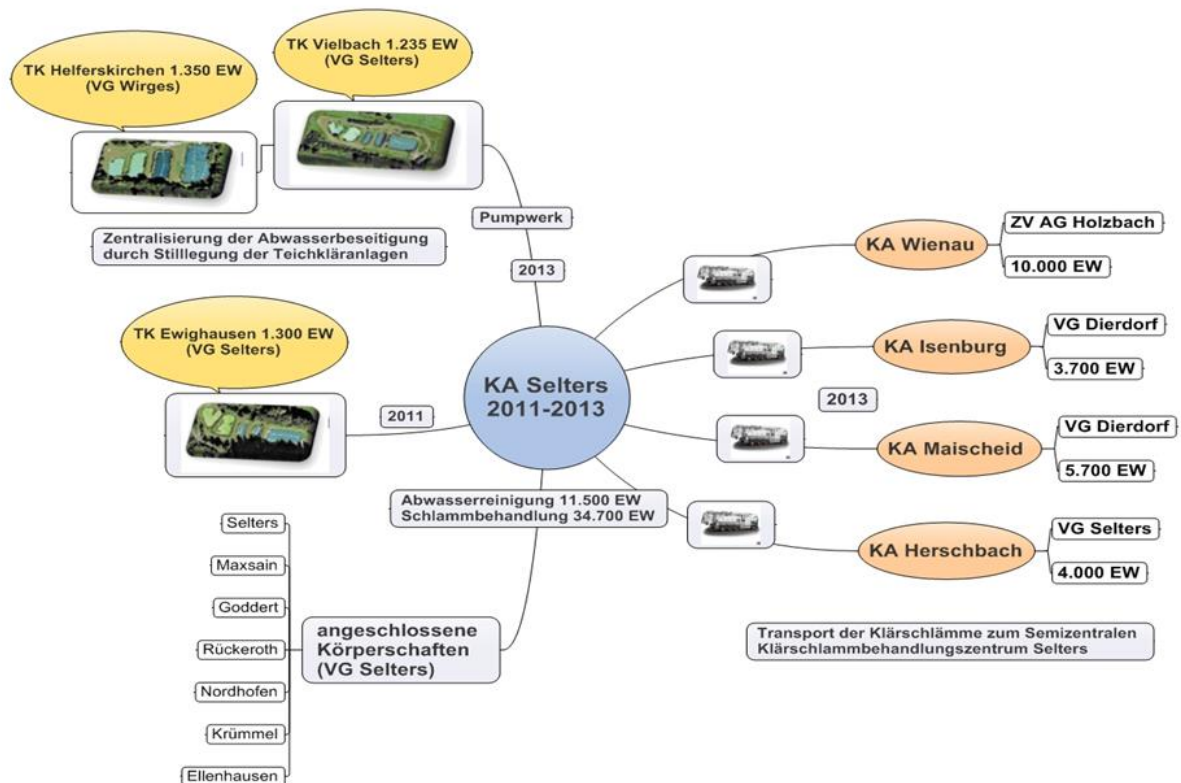 TK Vielbach 1.235 EW
(VG Selters)
TK Helferskirchen 1.350 EW
(VG Wirges)
Pumpwerk
Zentralisierung der Abwasserbeseitigung
durch Stilllegung der Teichkläranlagen
2013
TK Ewighausen 1.300 EW
(VG Selters)
2011
KA Selters
2011-2013
Abwasserreinigung 11.500 EW
Schlammbehandlung 34.700 EW
KA Wienau
ZV AG Holzbach
10.000 EW
KA Isenburg
VG Dierdorf
3.700 EW
2013
KA Maischeid
VG Dierdorf
5.700 EW
KA Herschbach
VG Selters
4.000 EW
Transport der Klärschlämme zum Semizentralen
Klärschlammbehandlungszentrum Selters
angeschlossene
Körperschaften
(VG Selters)
Selters
Maxsain
Goddert
Rückeroth
Nordhofen
Krümmel
Ellenhausen